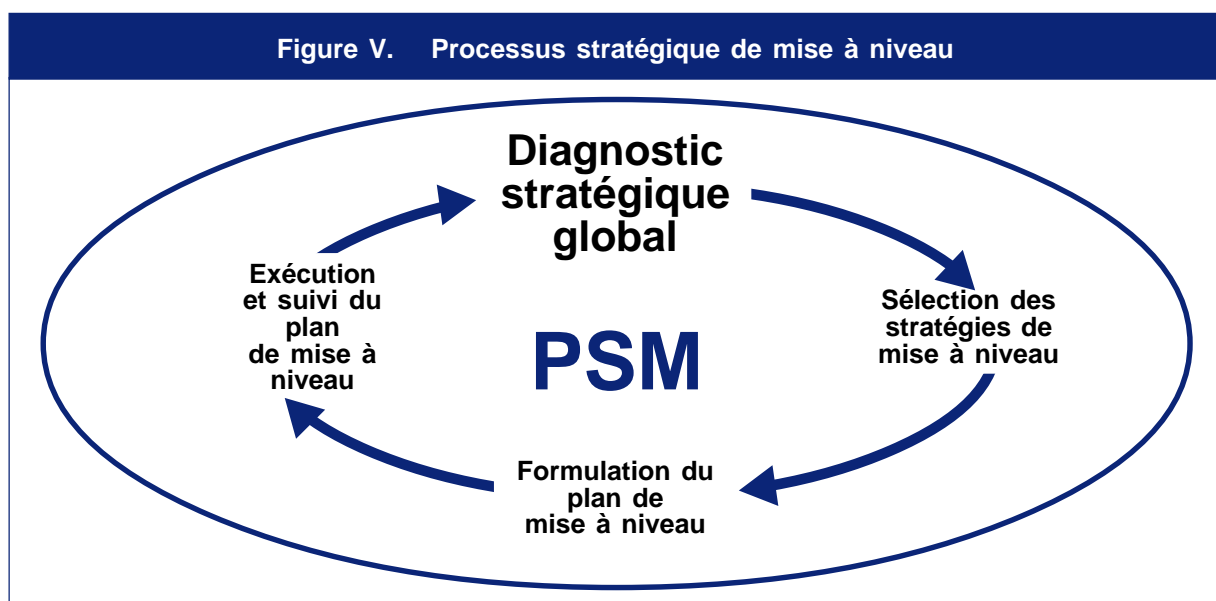 Figure V. Processus stratégique de mise à niveau
Diagnostic
stratégique
global
Sélection des
stratégies de
mise à niveau
Formulation du
plan de
mise à niveau
Exécution
et suivi du
plan
de mise à
niveau
PSM